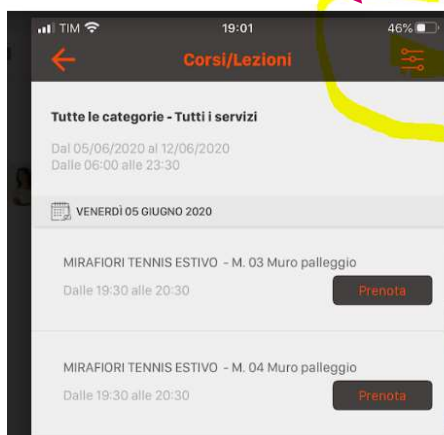 TIM 19:01 46%
Corsi/Lezioni
Tutte le categorie - Tutti i servizi
Dal 05/06/2020 al 12/06/2020
Dalle 06:00 alle 23:30
VENERDÌ 05 GIUGNO 2020
MIRAFIORI TENNIS ESTIVO - M. 03 Muro palleggio
Dalle 19:30 alle 20:30 Prenota
MIRAFIORI TENNIS ESTIVO - M. 04 Muro palleggio
Dalle 19:30 alle 20:30 Prenota